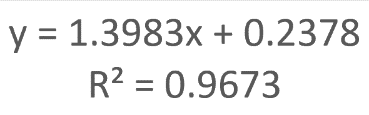 y = 1.3983x + 0.2378
R² = 0.9673